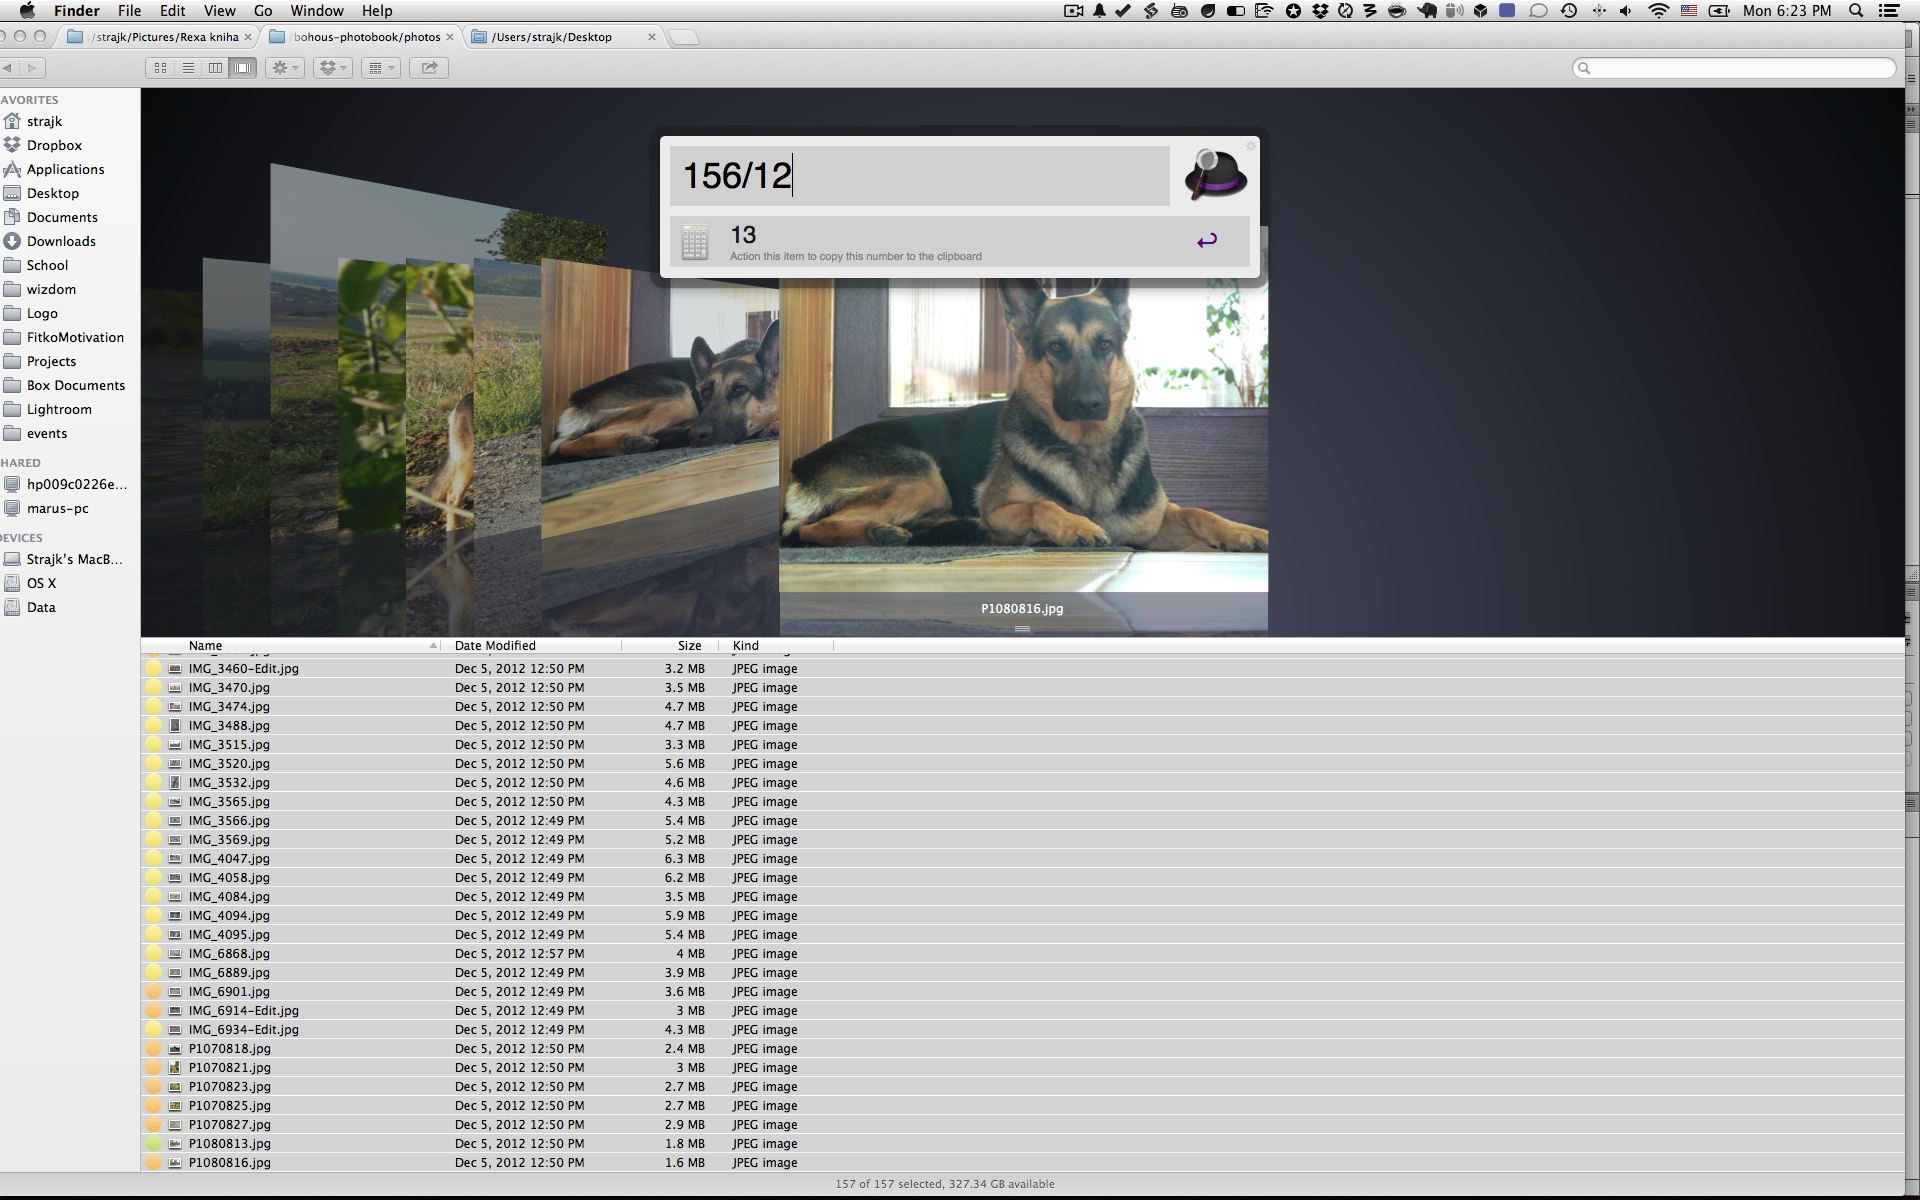 Finder File Edit View Go Window Help Mon 6:23 PM
/strajk/Pictures/Rexa kniha
bohous-photobook/photos
/Users/strajk/Desktop
AVORITES
strajk
Dropbox
Applications
Desktop
Documents
Downloads
School
wizdom
Logo
FitkoMotivation
Projects
Box Documents
Lightroom
events
HARED
hp009c0226e...
marus-pc
DEVICES
Strajk's MacB...
OS X
Data
156/12
13
Action this item to copy this number to the clipboard
P1080816.jpg
Name Date Modified Size Kind
IMG_3460-Edit.jpg Dec 5, 2012 12:50 PM 3.2 MB JPEG image
IMG_3470.jpg Dec 5, 2012 12:50 PM 3.5 MB JPEG image
IMG_3474.jpg Dec 5, 2012 12:50 PM 4.7 MB JPEG image
IMG_3488.jpg Dec 5, 2012 12:50 PM 4.7 MB JPEG image
IMG_3515.jpg Dec 5, 2012 12:50 PM 3.3 MB JPEG image
IMG_3520.jpg Dec 5, 2012 12:50 PM 5.6 MB JPEG image
IMG_3532.jpg Dec 5, 2012 12:50 PM 4.6 MB JPEG image
IMG_3565.jpg Dec 5, 2012 12:50 PM 4.3 MB JPEG image
IMG_3566.jpg Dec 5, 2012 12:49 PM 5.4 MB JPEG image
IMG_3569.jpg Dec 5, 2012 12:49 PM 5.2 MB JPEG image
IMG_4047.jpg Dec 5, 2012 12:49 PM 6.3 MB JPEG image
IMG_4058.jpg Dec 5, 2012 12:49 PM 6.2 MB JPEG image
IMG_4084.jpg Dec 5, 2012 12:49 PM 3.5 MB JPEG image
IMG_4094.jpg Dec 5, 2012 12:49 PM 5.9 MB JPEG image
IMG_4095.jpg Dec 5, 2012 12:49 PM 5.4 MB JPEG image
IMG_6868.jpg Dec 5, 2012 12:57 PM 4 MB JPEG image
IMG_6889.jpg Dec 5, 2012 12:49 PM 3.9 MB JPEG image
IMG_6901.jpg Dec 5, 2012 12:49 PM 3.6 MB JPEG image
IMG_6914-Edit.jpg Dec 5, 2012 12:49 PM 3 MB JPEG image
IMG_6934-Edit.jpg Dec 5, 2012 12:49 PM 4.3 MB JPEG image
P1070818.jpg Dec 5, 2012 12:50 PM 2.4 MB JPEG image
P1070821.jpg Dec 5, 2012 12:50 PM 3 MB JPEG image
P1070823.jpg Dec 5, 2012 12:50 PM 2.7 MB JPEG image
P1070825.jpg Dec 5, 2012 12:50 PM 2.7 MB JPEG image
P1070827.jpg Dec 5, 2012 12:50 PM 2.9 MB JPEG image
P1080813.jpg Dec 5, 2012 12:50 PM 1.8 MB JPEG image
P1080816.jpg Dec 5, 2012 12:50 PM 1.6 MB JPEG image
157 of 157 selected, 327.34 GB available